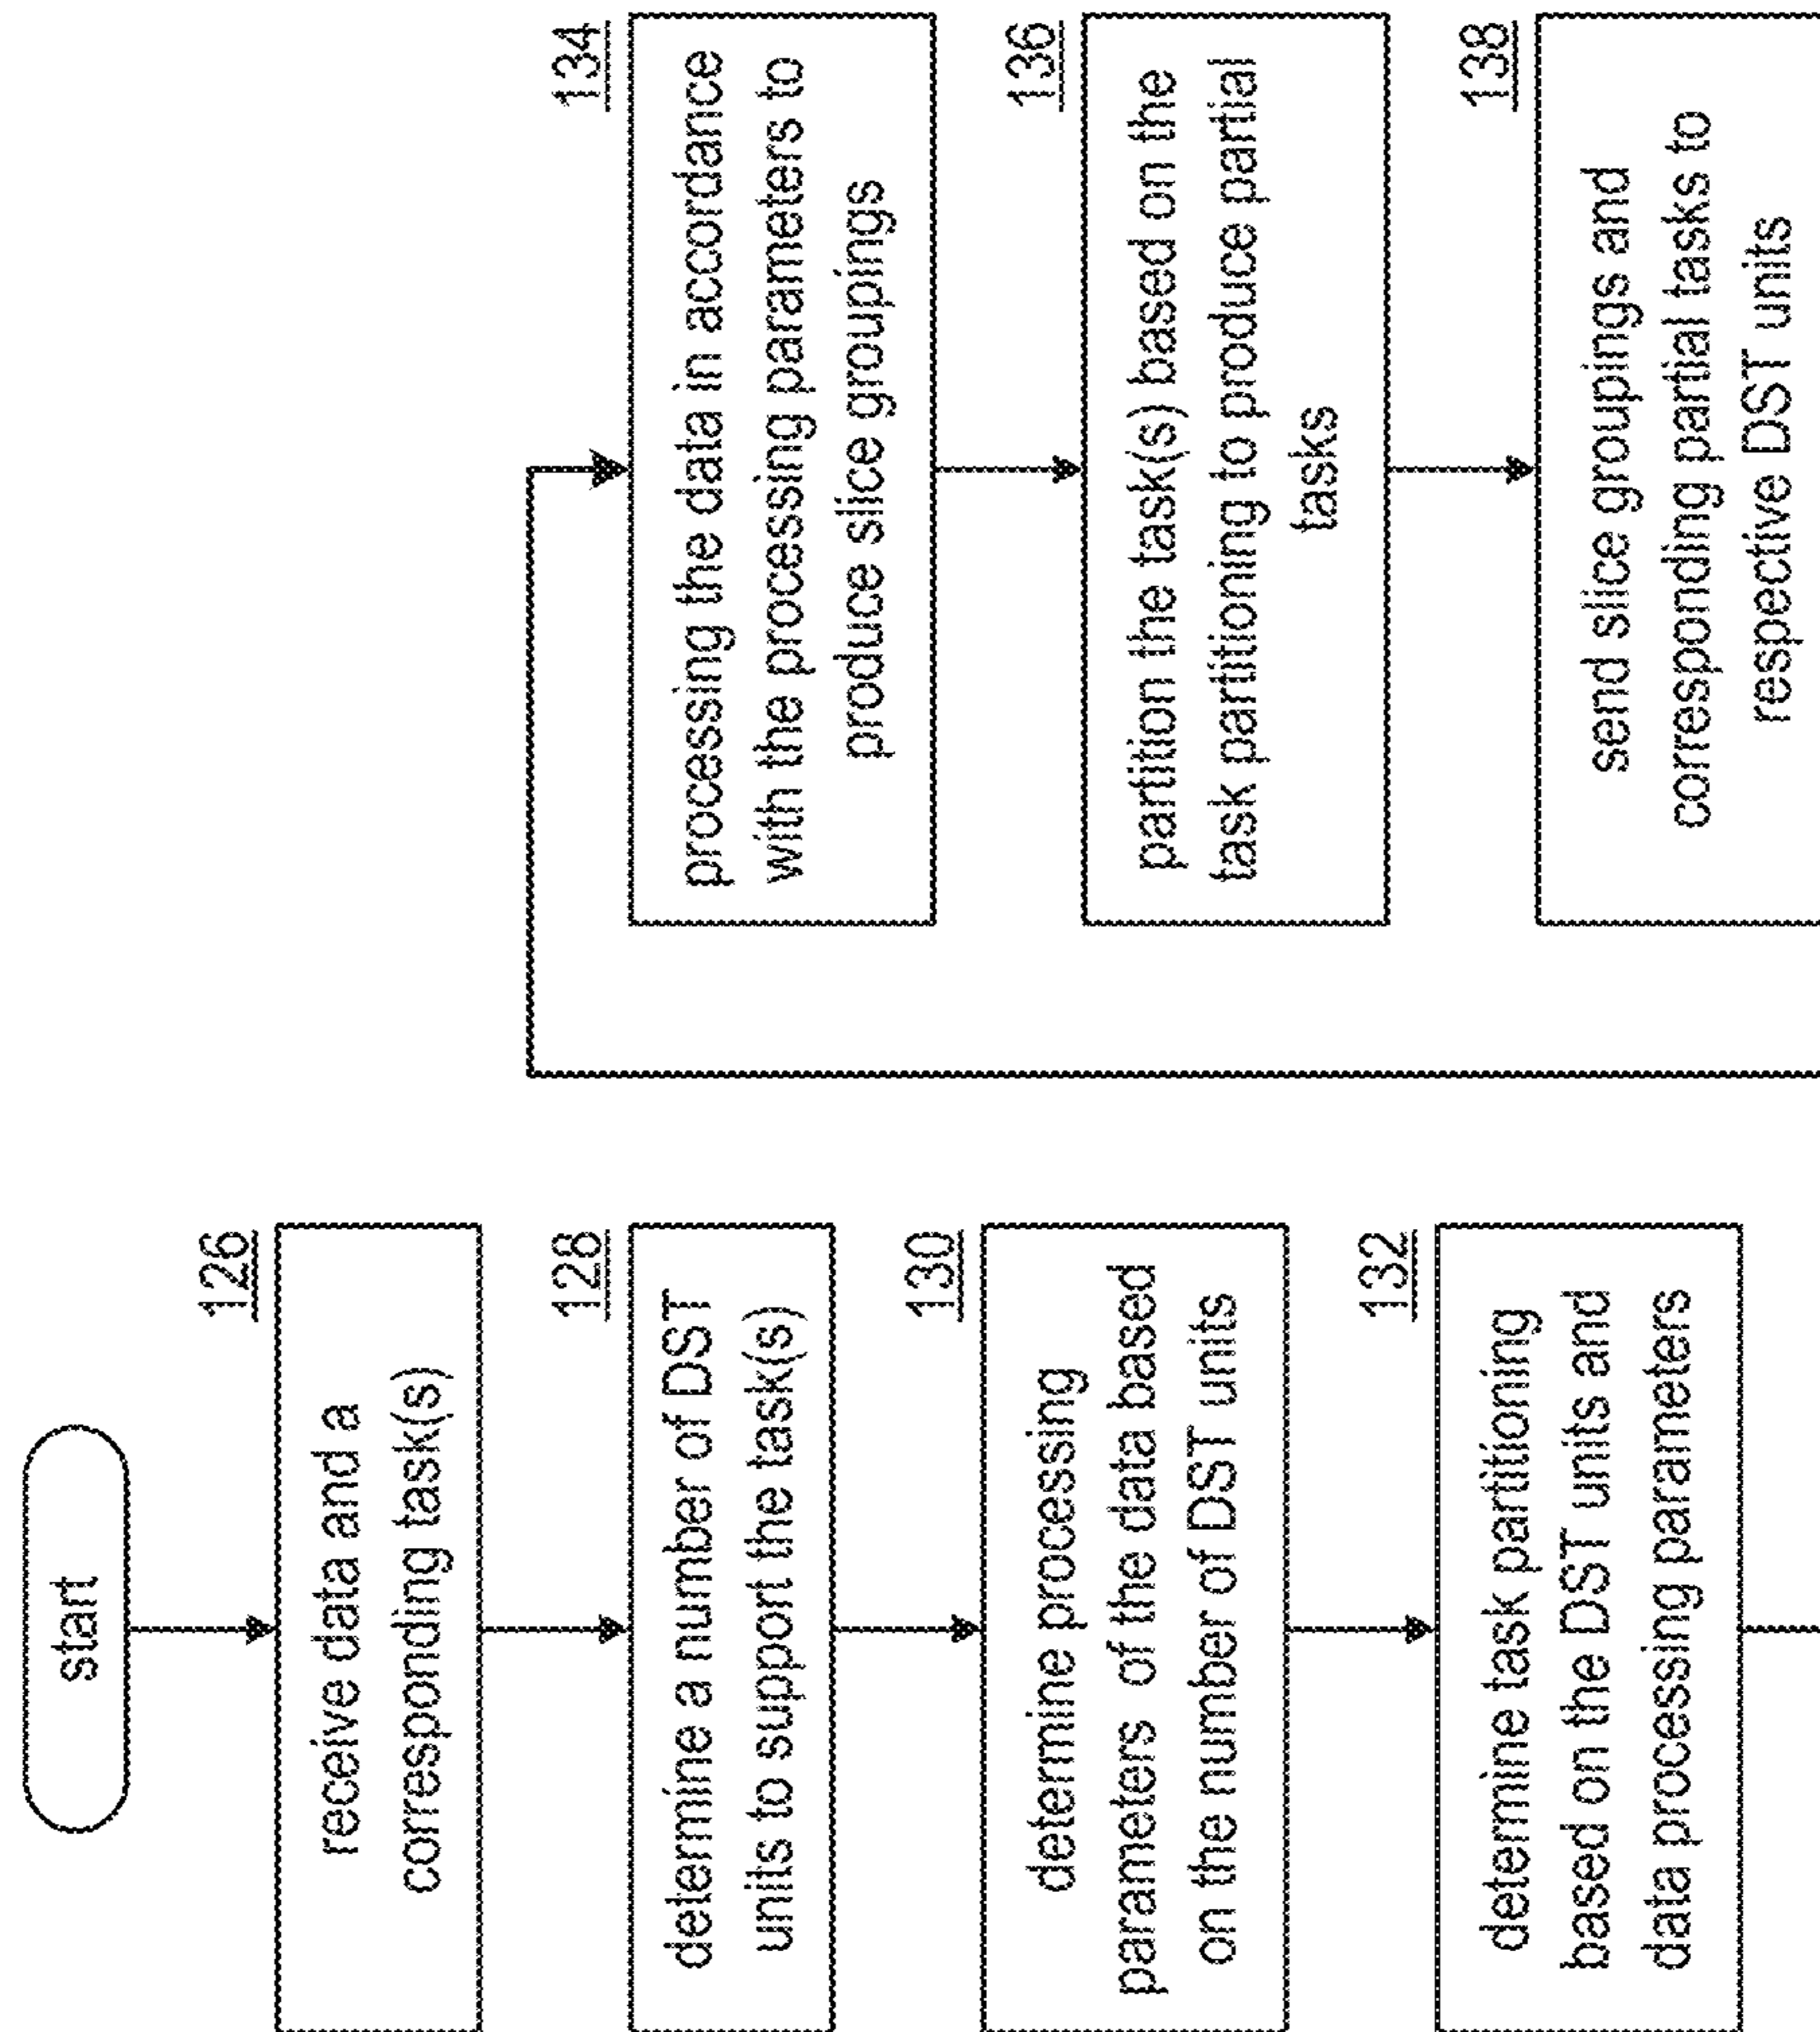 start
126
receive data and a
corresponding task(s)
128
determine a number of DST
units to support the task(s)
130
determine processing
parameters of the data based
on the number of DST units
132
determine task partitioning
based on the DST units and
data processing parameters
134
processing the data in accordance
with the processing parameters to
produce slice groupings
136
partition the task(s) based on the
task partitioning to produce partial
tasks
138
send slice groupings and
corresponding partial tasks to
respective DST units